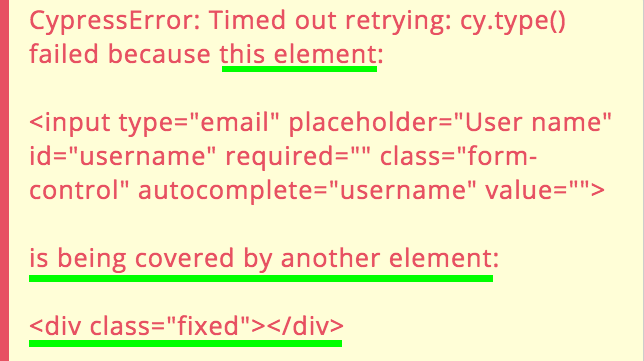 CypressError: Timed out retrying: cy.type()
failed because this element:
<input type="email" placeholder="User name"
id="username" required="" class="form-
control" autocomplete="username" value="">
is being covered by another element:
<div class="fixed"></div>